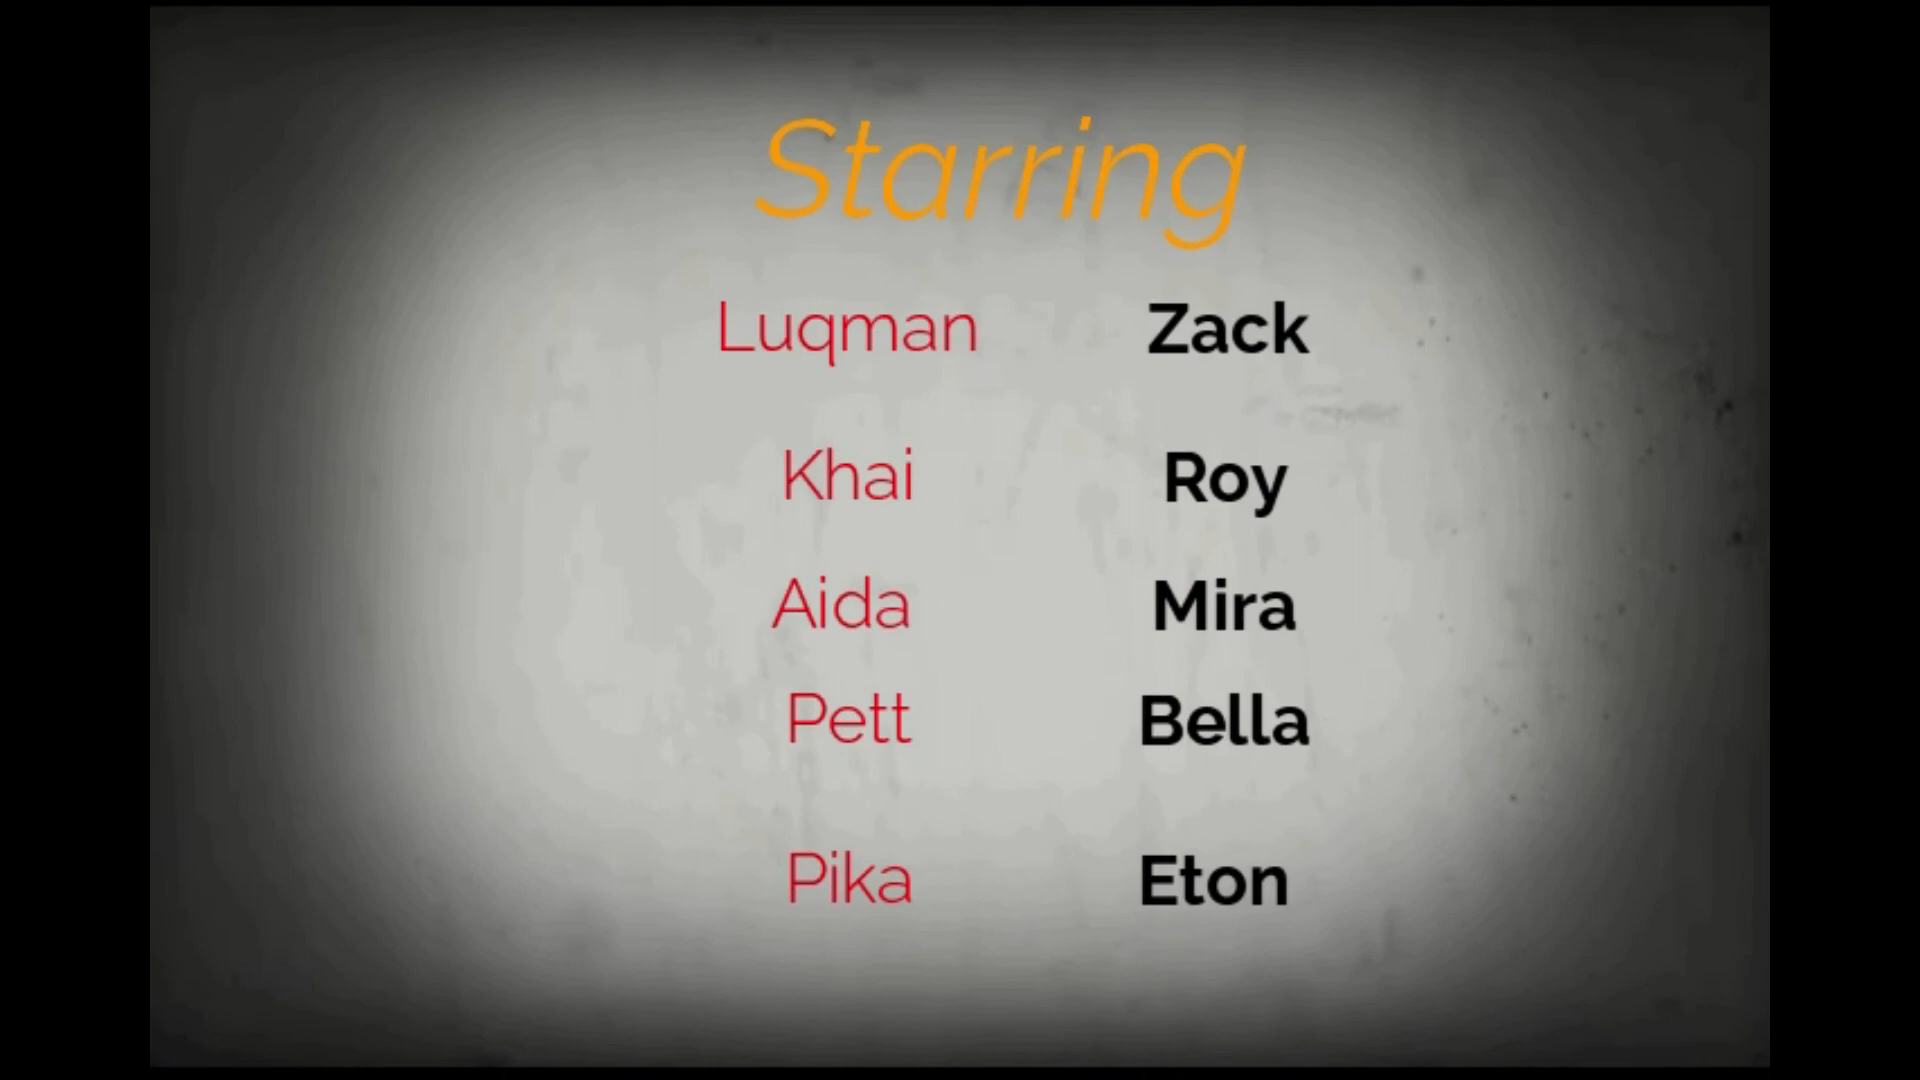 Starring
Luqman Zack
Khai Roy
Aida Mira
Pett Bella
Pika Eton